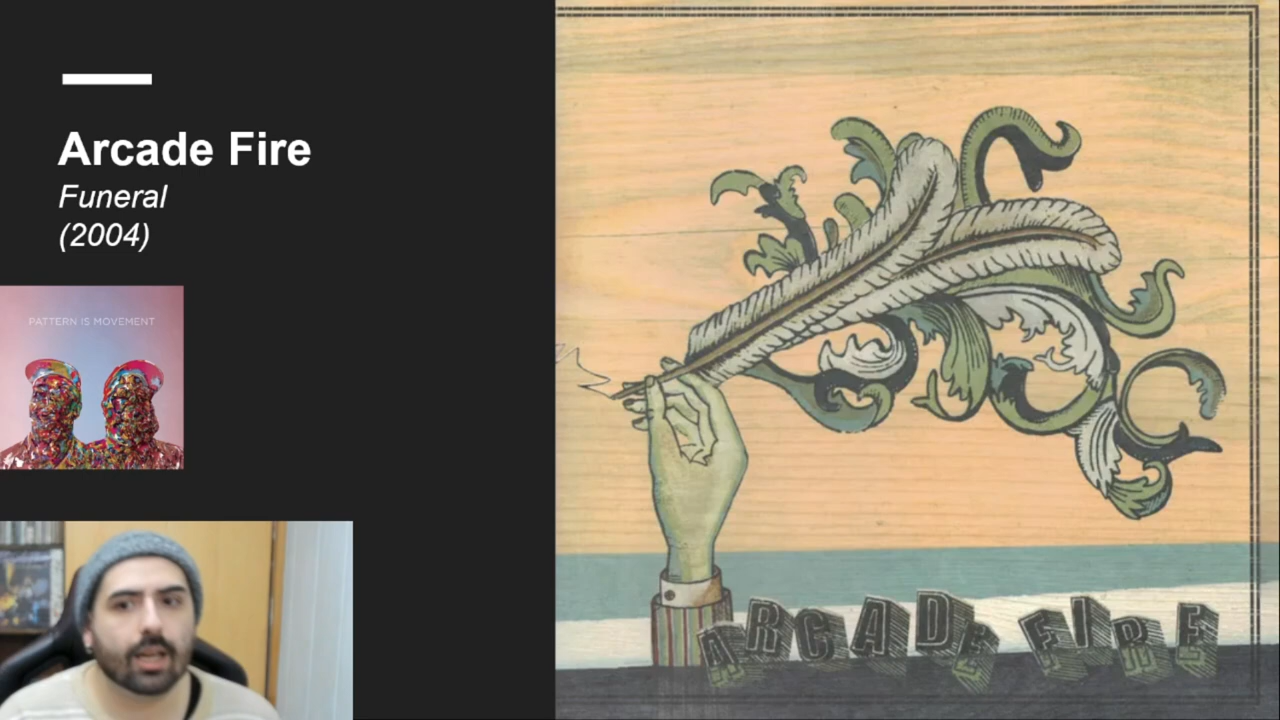 Arcade Fire
Funeral
(2004)
PATTERN IS MOVEMENT
ARCADE FIRE